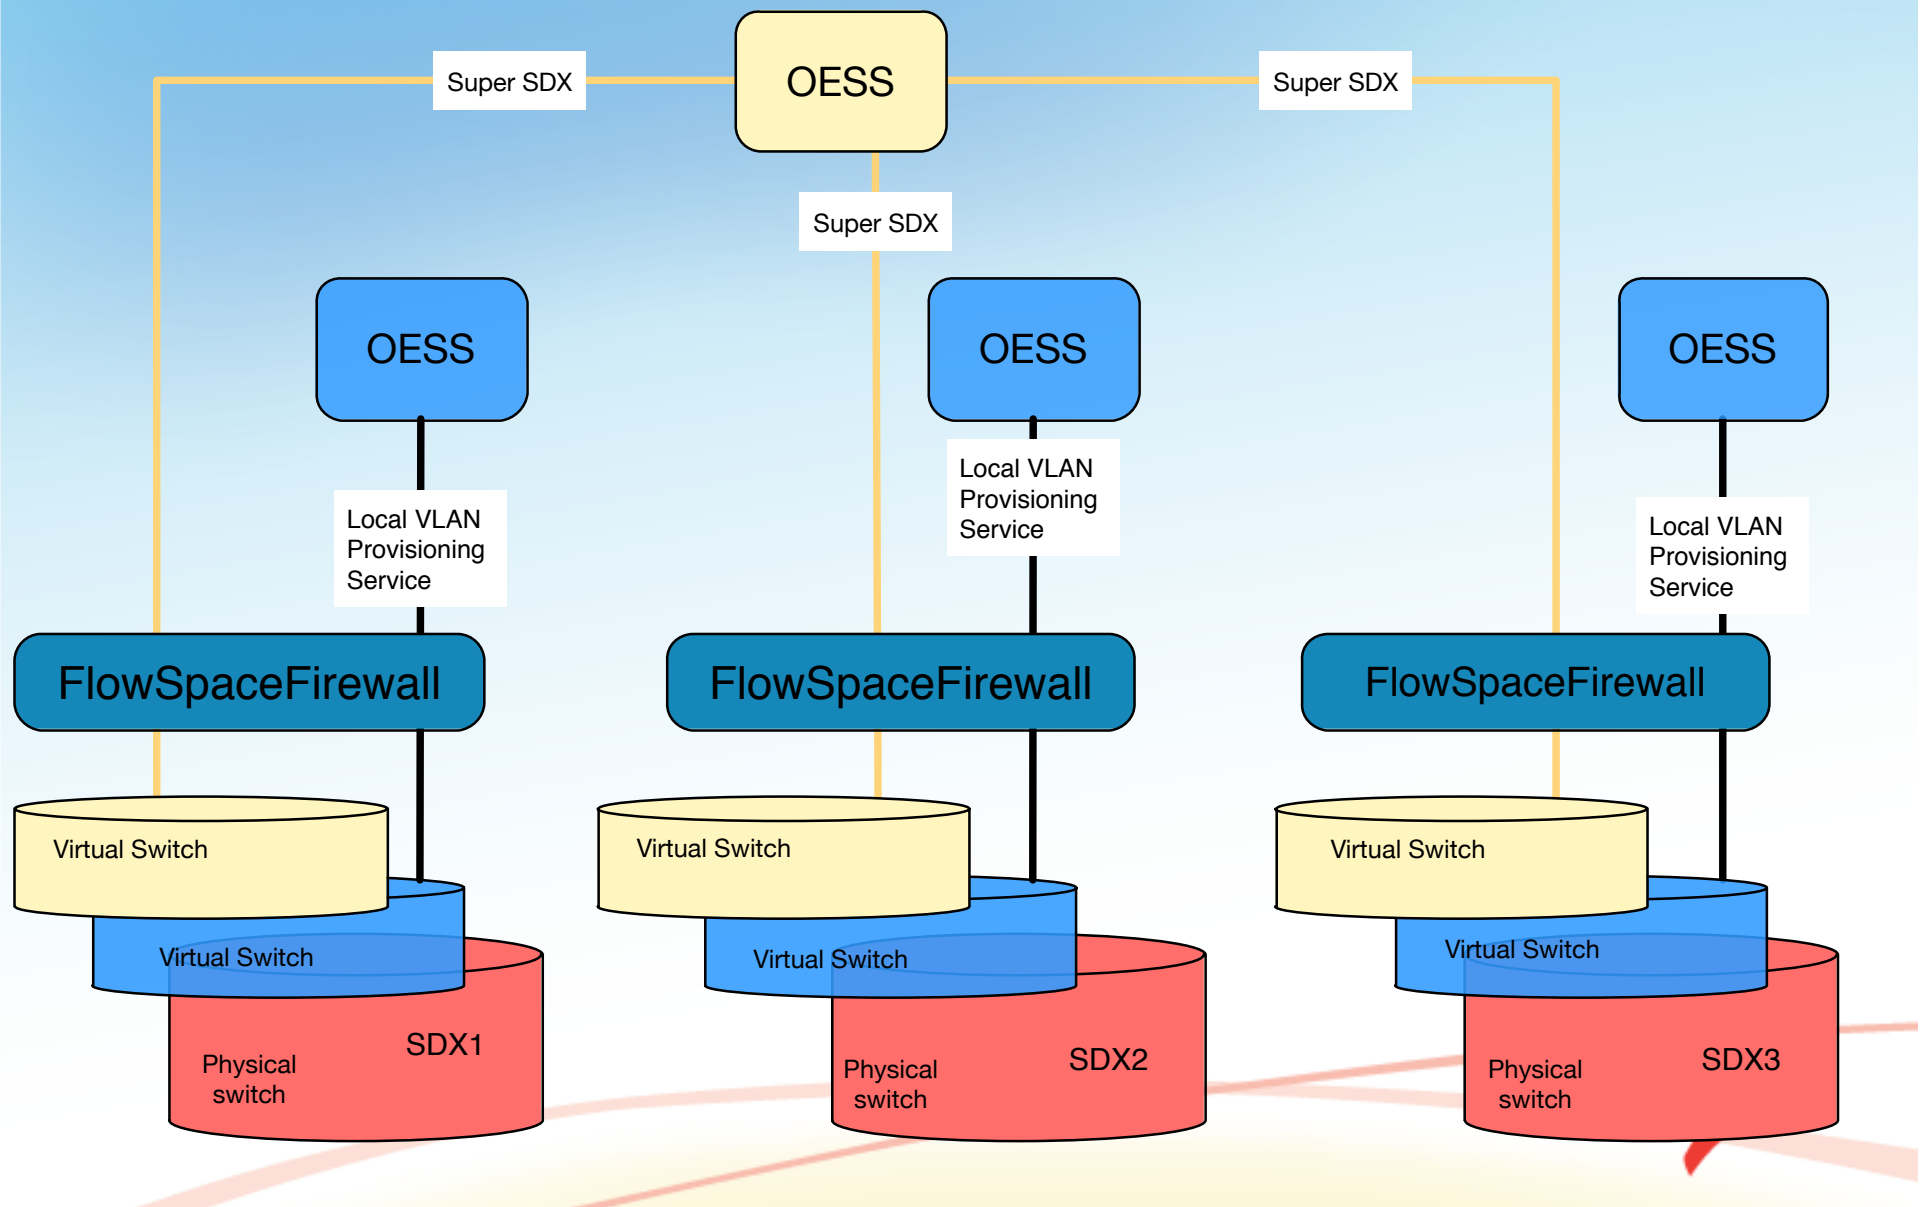 Super SDX
OESS
Super SDX
Super SDX
OESS
OESS
OESS
Local VLAN
Provisioning
Service
Local VLAN
Provisioning
Service
Local VLAN
Provisioning
Service
FlowSpaceFirewall
FlowSpaceFirewall
FlowSpaceFirewall
Virtual Switch
Virtual Switch
Virtual Switch
Virtual Switch
Virtual Switch
Virtual Switch
SDX1
Physical
switch
SDX2
Physical
switch
SDX3
Physical
switch